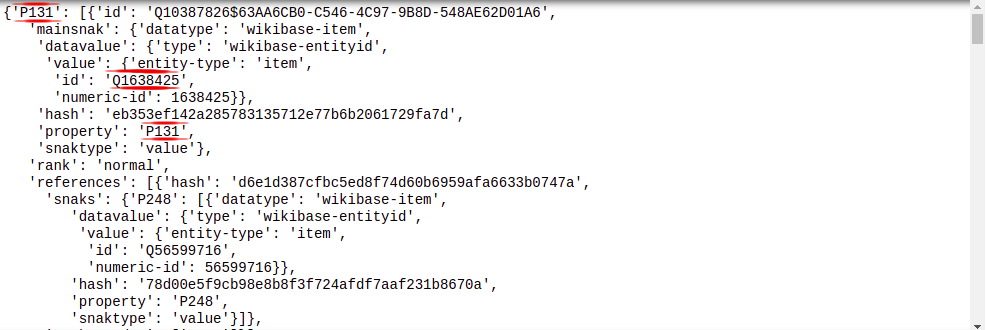 {'P131': [{'id': 'Q10387826$63AA6CB0-C546-4C97-9B8D-548AE62D01A6',
'mainsnak': {'datatype': 'wikibase-item',
'datavalue': {'type': 'wikibase-entityid',
'value': {'entity-type': 'item',
'id': 'Q1638425',
'numeric-id': 1638425}},
'hash': 'eb353ef142a285783135712e77b6b2061729fa7d',
'property': 'P131',
'snaktype': 'value'},
'rank': 'normal',
'references': [{'hash': 'd6e1d387cfbc5ed8f74d60b6959afa6633b0747a',
'snaks': {'P248': [{'datatype': 'wikibase-item',
'datavalue': {'type': 'wikibase-entityid',
'value': {'entity-type': 'item',
'id': 'Q56599716',
'numeric-id': 56599716}},
'hash': '78d00e5f9cb98e8b8f3f724afdf7aaf231b8670a',
'property': 'P248',
'snaktype': 'value'}]},